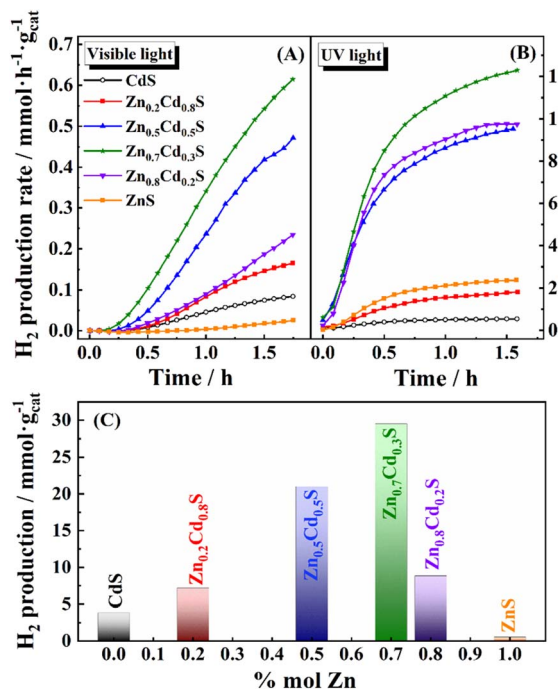 Visible light
(A)
CdS
Zn0.2Cd0.8S
Zn0.5Cd0.5S
Zn0.7Cd0.3S
Zn0.8Cd0.2S
ZnS
H2 production rate / mmol·h-1·g-1cat
0.7
0.6
0.5
0.4
0.3
0.2
0.1
0.0
0.0 0.5 1.0 1.5
Time / h
UV light
(B)
1
1
8
6
4
2
0
0.0 0.5 1.0 1.5
Time / h
(C)
H2 production / mmol·g-1cat
30
25
20
15
10
5
0
CdS
Zn0.2Cd0.8S
Zn0.5Cd0.5S
Zn0.7Cd0.3S
Zn0.8Cd0.2S
ZnS
0.0 0.1 0.2 0.3 0.4 0.5 0.6 0.7 0.8 0.9 1.0
% mol Zn